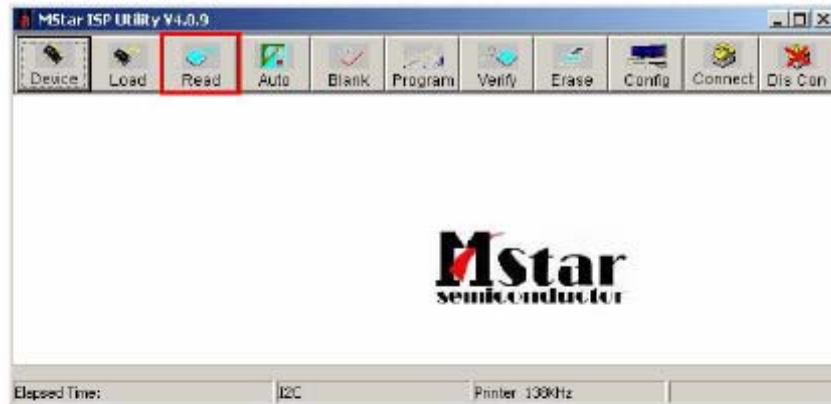 MStar ISP Utility V4.0.9
Device Load Read Auto Blank Program Verify Erase Config Connect Dis Con
MStar
semiconductor
Elapsed Time: I2C Printer 138KHz